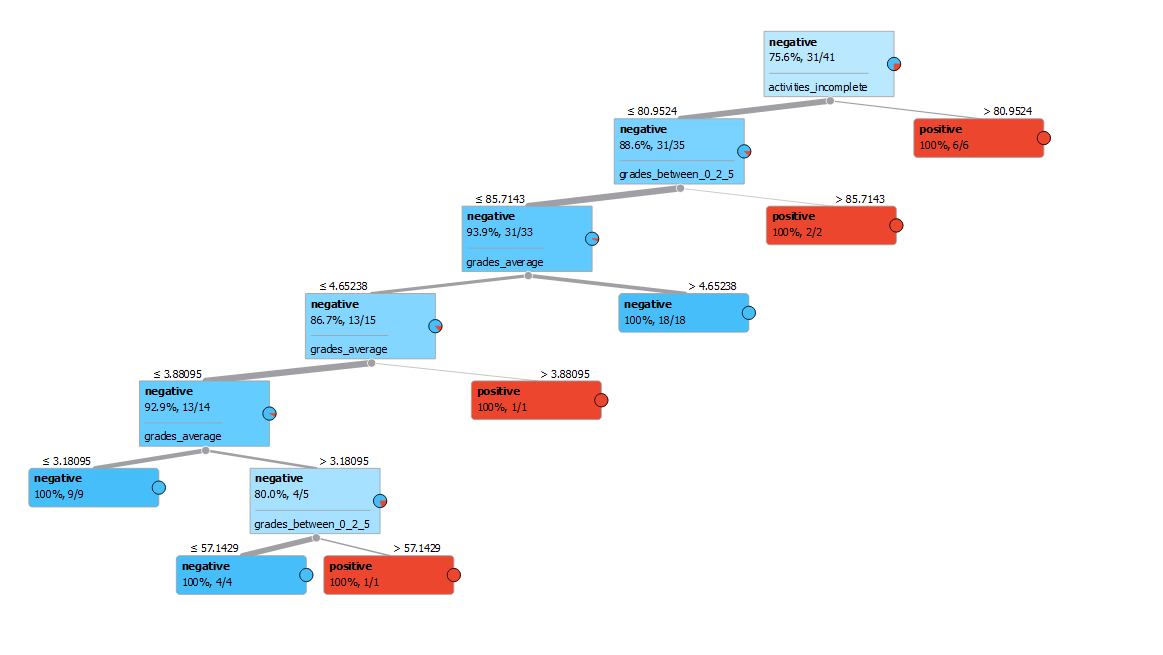 negative
75.6%, 31/41
activities_incomplete
≤ 80.9524
> 80.9524
negative
88.6%, 31/35
grades_between_0_2_5
positive
100%, 6/6
≤ 85.7143
> 85.7143
negative
93.9%, 31/33
grades_average
positive
100%, 2/2
≤ 4.65238
> 4.65238
negative
86.7%, 13/15
grades_average
negative
100%, 18/18
≤ 3.88095
> 3.88095
negative
92.9%, 13/14
grades_average
positive
100%, 1/1
≤ 3.18095
> 3.18095
negative
100%, 9/9
negative
80.0%, 4/5
grades_between_0_2_5
≤ 57.1429
> 57.1429
negative
100%, 4/4
positive
100%, 1/1